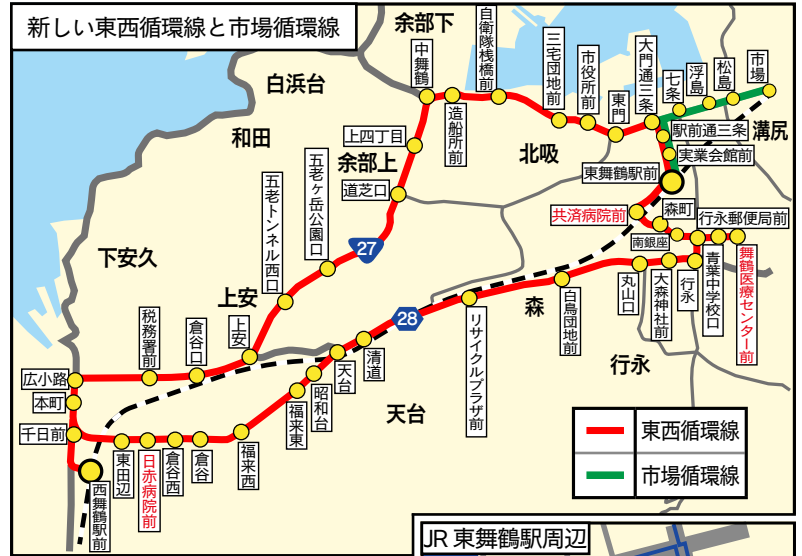 新しい東西循環線と市場循環線
余部下
白浜台
和田
余部上
北吸
溝尻
下安久
上安
森
行永
天台
中舞鶴
造船所前
自衛隊桟橋前
三宅団地前
市役所前
東門
大門通三条
七条
浮島
松島
市場
駅前通三条
実業会館前
東舞鶴駅前
共済病院前
森町
南銀座
行永郵便局前
舞鶴医療センター前
青葉中学校口
行永
大森神社前
丸山口
白鳥団地前
リサイクルプラザ前
清道
天台
昭和台
福来東
福来西
倉谷
倉谷西
日赤病院前
東田辺
西舞鶴駅前
千日前
本町
広小路
税務署前
倉谷口
上安
五老トンネル西口
五老ヶ岳公園口
道芝口
上四丁目
27
28
東西循環線
市場循環線
JR東舞鶴駅周辺